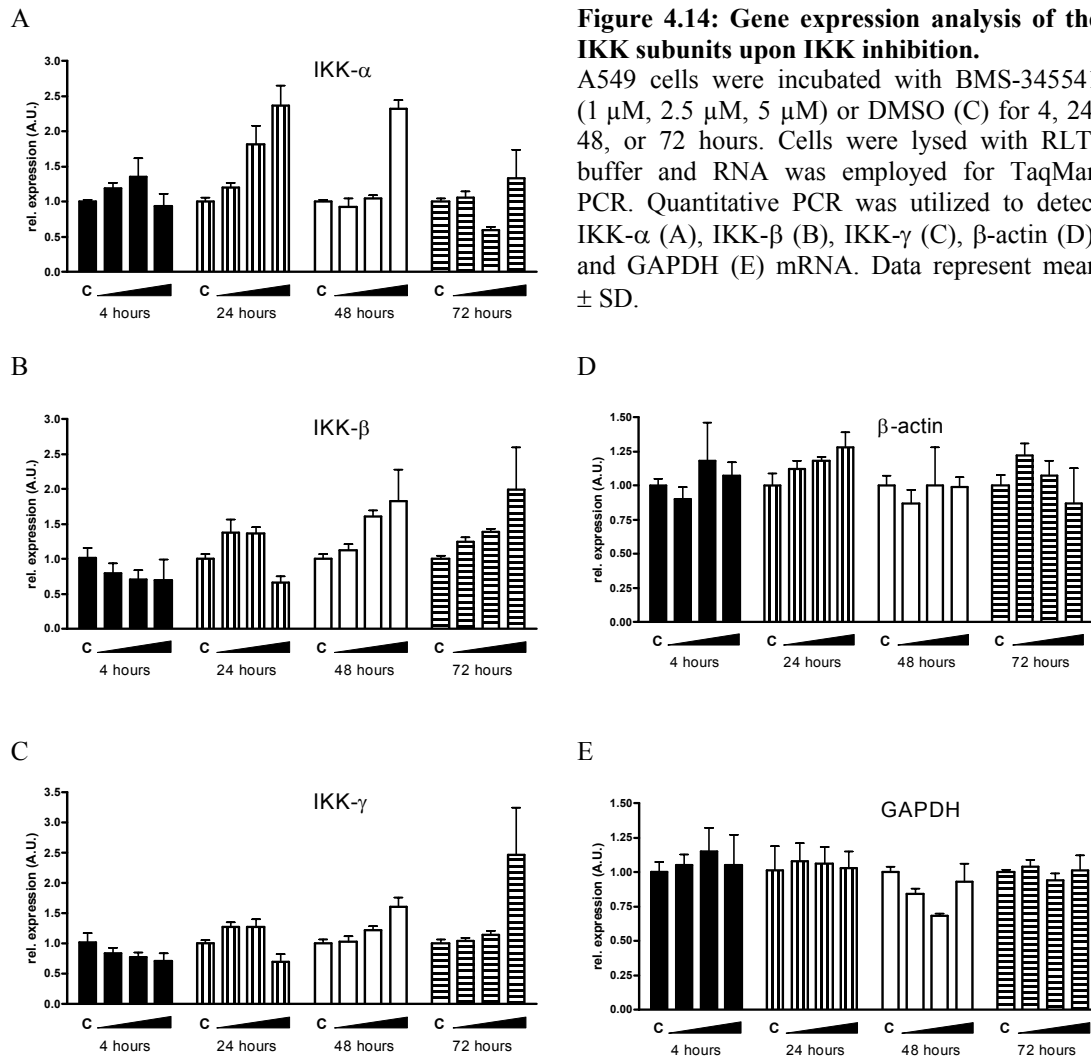 A
Figure 4.14: Gene expression analysis of the
IKK subunits upon IKK inhibition.
A549 cells were incubated with BMS-345541
(1 µM, 2.5 µM, 5 µM) or DMSO (C) for 4, 24
48, or 72 hours. Cells were lysed with RLT
buffer and RNA was employed for TaqMan
PCR. Quantitative PCR was utilized to detect
IKK-α (A), IKK-β (B), IKK-γ (C), β-actin (D)
and GAPDH (E) mRNA. Data represent mean
± SD.
IKK-α
rel. expression (A.U.)
3.0
2.5
2.0
1.5
1.0
0.5
0.0
C C C C
4 hours 24 hours 48 hours 72 hours
B
IKK-β
rel. expression (A.U.)
3.0
2.5
2.0
1.5
1.0
0.5
0.0
C C C C
4 hours 24 hours 48 hours 72 hours
D
β-actin
rel. expression (A.U.)
1.50
1.25
1.00
0.75
0.50
0.25
0.00
C C C C
4 hours 24 hours 48 hours 72 hours
C
IKK-γ
rel. expression (A.U.)
3.5
3.0
2.5
2.0
1.5
1.0
0.5
0.0
C C C C
4 hours 24 hours 48 hours 72 hours
E
GAPDH
rel. expression (A.U.)
1.50
1.25
1.00
0.75
0.50
0.25
0.00
C C C C
4 hours 24 hours 48 hours 72 hours